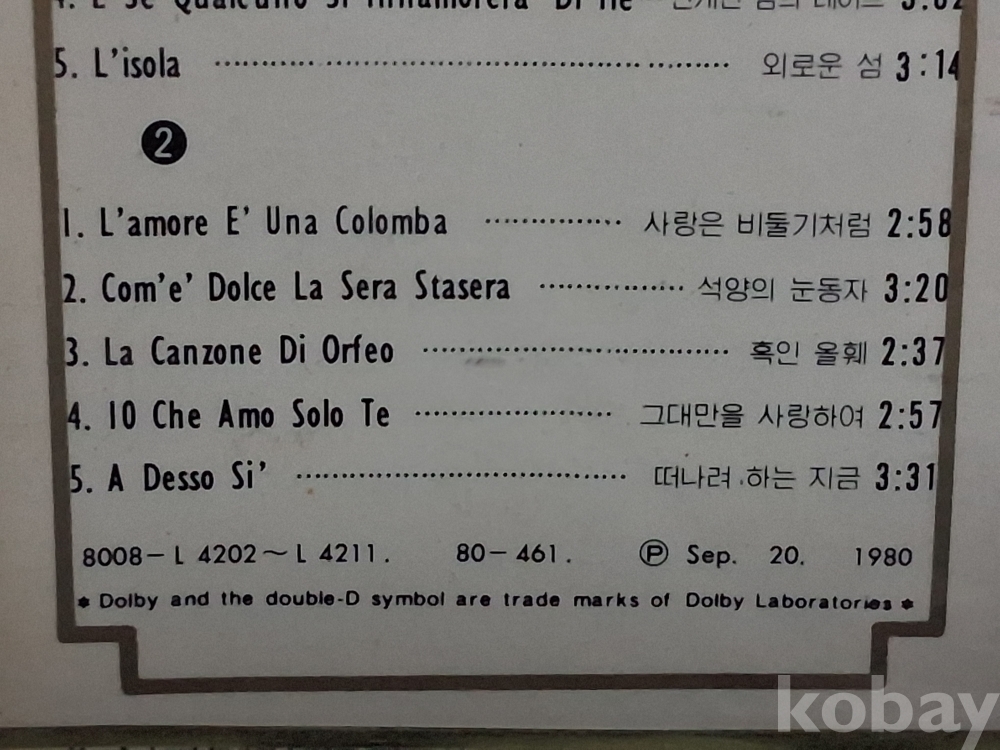 5. L'isola ········ 외로운 섬 3:14
2
1. L'amore E' Una Colomba ········ 사랑은 비둘기처럼 2:58
2. Com'e' Dolce La Sera Stasera ········ 석양의 눈동자 3:20
3. La Canzone Di Orfeo ········ 흑인 올훼 2:37
4. IO Che Amo Solo Te ········ 그대만을 사랑하여 2:57
5. A Desso Si' ········ 떠나려 하는 지금 3:31
8008-L 4202~L 4211. 80-461. Ⓟ Sep. 20. 1980
* Dolby and the double-D symbol are trade marks of Dolby Laboratories *
kobay